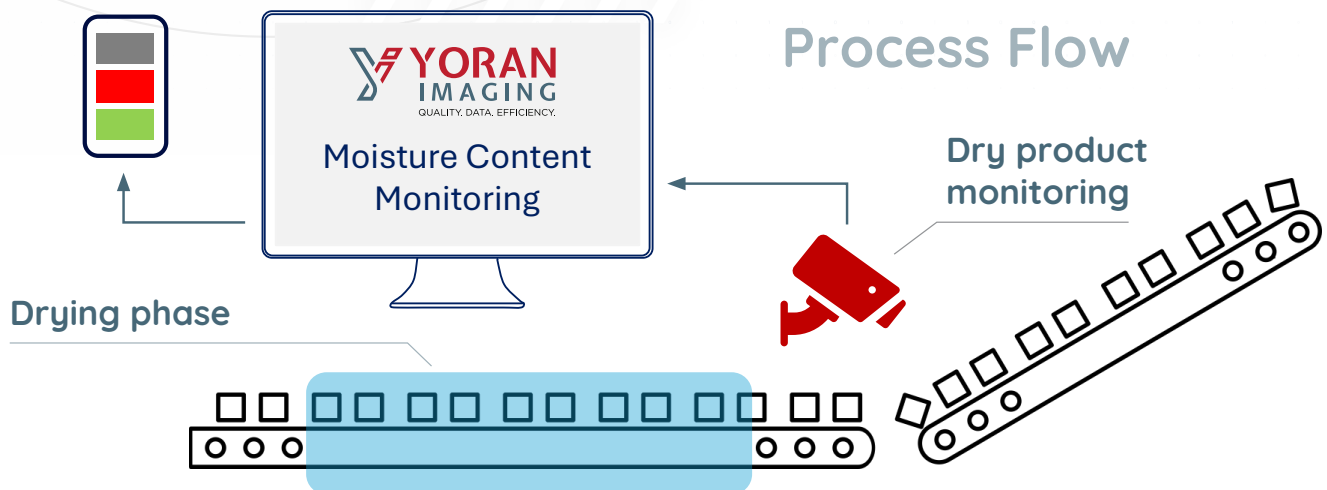 Process Flow
YORAN
IMAGING
QUALITY. DATA. EFFICIENCY.
Moisture Content
Monitoring
Dry product
monitoring
Drying phase